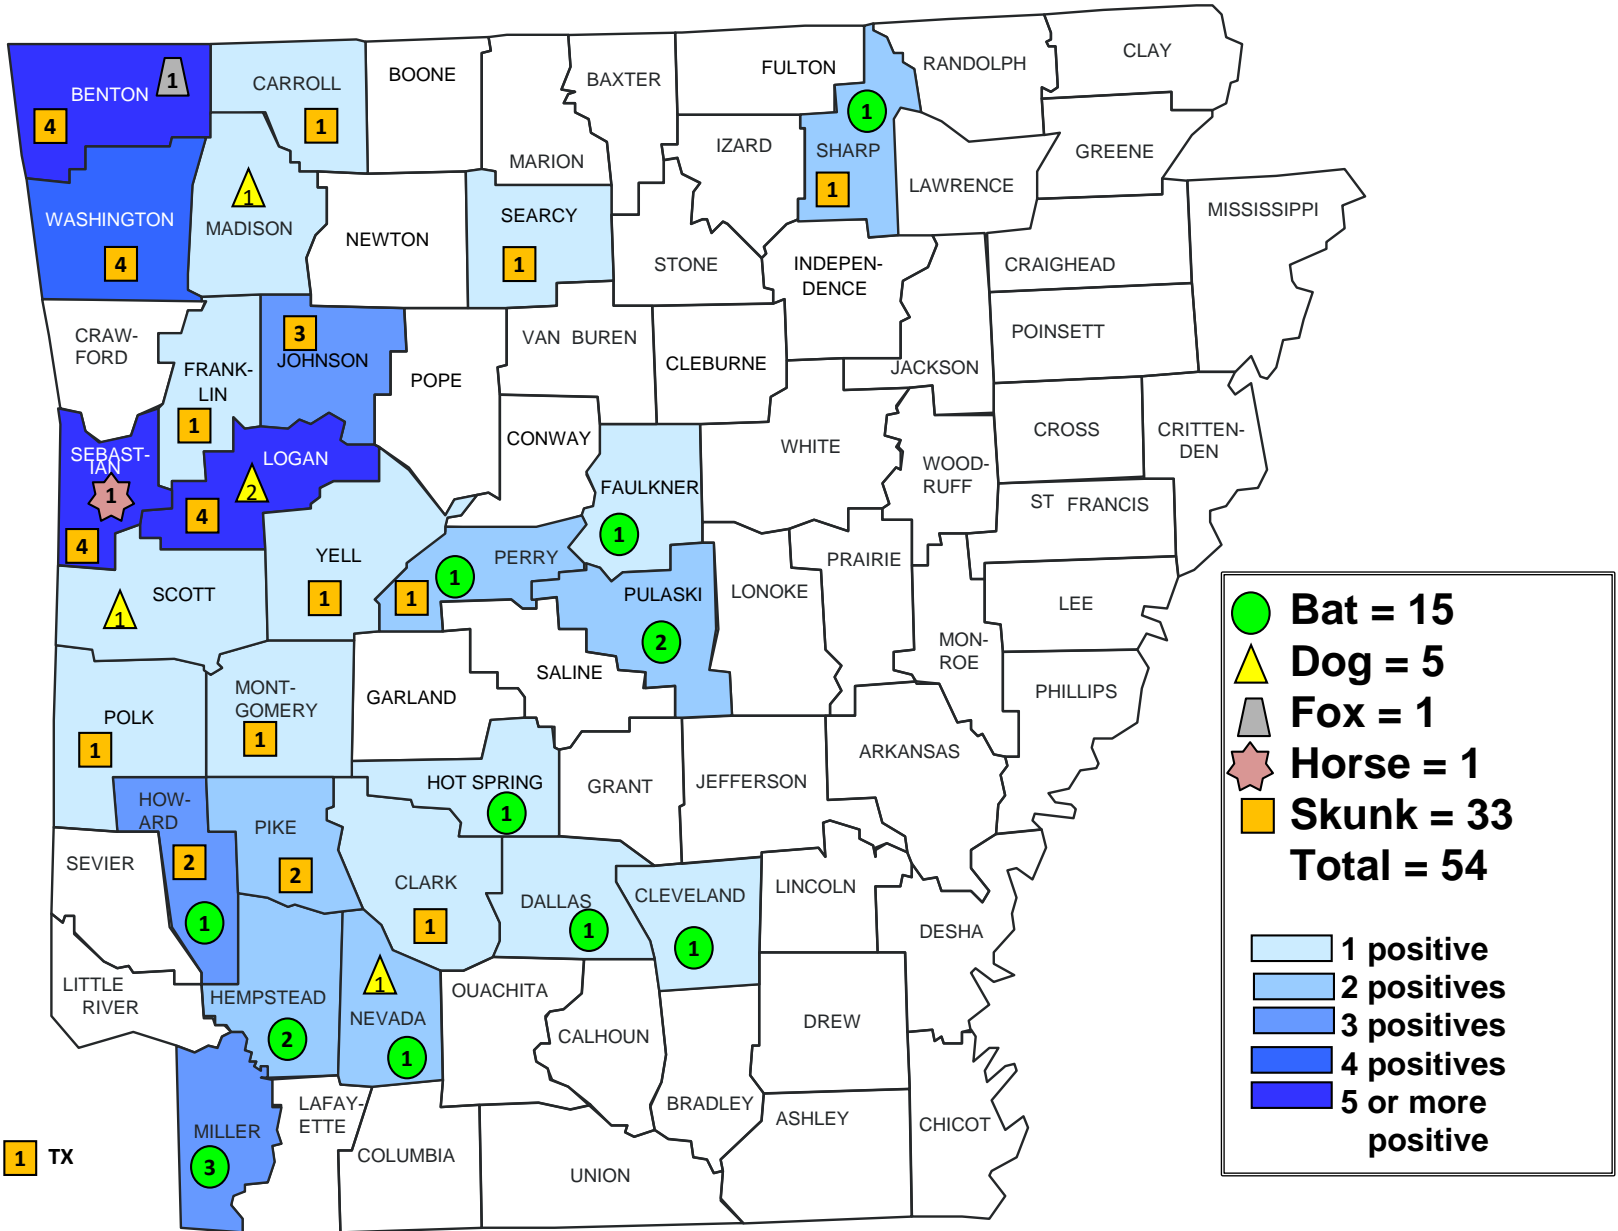 BENTON
1
4
CARROLL
1
BOONE
MARION
BAXTER
FULTON
1
SHARP
1
RANDOLPH
CLAY
IZARD
LAWRENCE
GREENE
MISSISSIPPI
WASHINGTON
4
1
MADISON
NEWTON
SEARCY
1
STONE
INDEPEN-
DENCE
CRAIGHEAD
CRAW-
FORD
FRANK-
LIN
1
3
JOHNSON
POPE
VAN BUREN
CLEBURNE
JACKSON
POINSETT
SEBAST-
IAN
1
4
LOGAN
2
4
CONWAY
WHITE
WOOD-
RUFF
CROSS
CRITTEN-
DEN
FAULKNER
1
ST FRANCIS
YELL
1
PERRY
1
1
PULASKI
2
LONOKE
PRAIRIE
LEE
SCOTT
1
MON-
ROE
SALINE
GARLAND
PHILLIPS
POLK
1
MONT-
GOMERY
1
HOT SPRING
1
GRANT
JEFFERSON
ARKANSAS
HOW-
ARD
2
1
PIKE
2
SEVIER
CLARK
1
DALLAS
1
CLEVELAND
1
LINCOLN
DESHA
LITTLE
RIVER
HEMPSTEAD
2
1
NEVADA
1
OUACHITA
CALHOUN
DREW
BRADLEY
ASHLEY
CHICOT
MILLER
3
LAFAY-
ETTE
COLUMBIA
UNION
1 TX
Bat = 15
Dog = 5
Fox = 1
Horse = 1
Skunk = 33
Total = 54
1 positive
2 positives
3 positives
4 positives
5 or more
positive